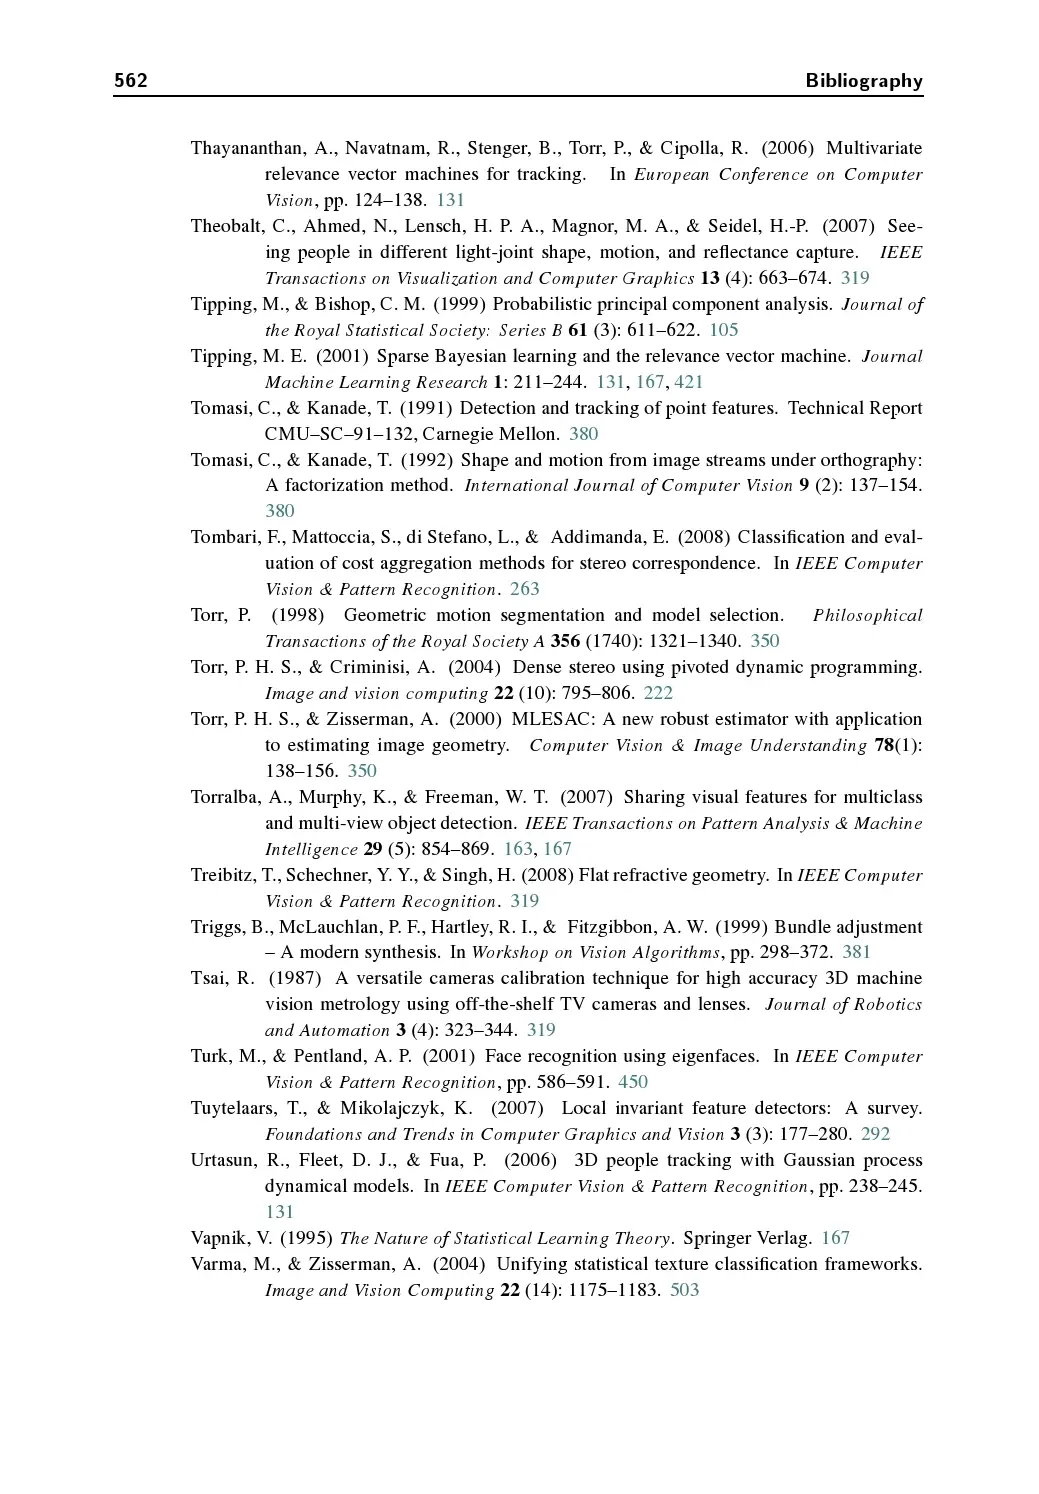 562 Bibliography
Thayananthan, A., Navatnam, R., Stenger, B., Torr, P., & Cipolla, R. (2006) Multivariate
relevance vector machines for tracking. In European Conference on Computer
Vision, pp. 124–138. 131
Theobalt, C., Ahmed, N., Lensch, H. P. A., Magnor, M. A., & Seidel, H.-P. (2007) See-
ing people in different light-joint shape, motion, and reflectance capture. IEEE
Transactions on Visualization and Computer Graphics 13 (4): 663–674. 319
Tipping, M., & Bishop, C. M. (1999) Probabilistic principal component analysis. Journal of
the Royal Statistical Society: Series B 61 (3): 611–622. 105
Tipping, M. E. (2001) Sparse Bayesian learning and the relevance vector machine. Journal
Machine Learning Research 1: 211–244. 131, 167, 421
Tomasi, C., & Kanade, T. (1991) Detection and tracking of point features. Technical Report
CMU–SC–91–132, Carnegie Mellon. 380
Tomasi, C., & Kanade, T. (1992) Shape and motion from image streams under orthography:
A factorization method. International Journal of Computer Vision 9 (2): 137–154.
380
Tombari, F., Mattoccia, S., di Stefano, L., & Addimanda, E. (2008) Classification and eval-
uation of cost aggregation methods for stereo correspondence. In IEEE Computer
Vision & Pattern Recognition. 263
Torr, P. (1998) Geometric motion segmentation and model selection. Philosophical
Transactions of the Royal Society A 356 (1740): 1321–1340. 350
Torr, P. H. S., & Criminisi, A. (2004) Dense stereo using pivoted dynamic programming.
Image and vision computing 22 (10): 795–806. 222
Torr, P. H. S., & Zisserman, A. (2000) MLESAC: A new robust estimator with application
to estimating image geometry. Computer Vision & Image Understanding 78(1):
138–156. 350
Torralba, A., Murphy, K., & Freeman, W. T. (2007) Sharing visual features for multiclass
and multi-view object detection. IEEE Transactions on Pattern Analysis & Machine
Intelligence 29 (5): 854–869. 163, 167
Treibitz, T., Schechner, Y. Y., & Singh, H. (2008) Flat refractive geometry. In IEEE Computer
Vision & Pattern Recognition. 319
Triggs, B., McLauchlan, P. F., Hartley, R. I., & Fitzgibbon, A. W. (1999) Bundle adjustment
– A modern synthesis. In Workshop on Vision Algorithms, pp. 298–372. 381
Tsai, R. (1987) A versatile cameras calibration technique for high accuracy 3D machine
vision metrology using off-the-shelf TV cameras and lenses. Journal of Robotics
and Automation 3 (4): 323–344. 319
Turk, M., & Pentland, A. P. (2001) Face recognition using eigenfaces. In IEEE Computer
Vision & Pattern Recognition, pp. 586–591. 450
Tuytelaars, T., & Mikolajczyk, K. (2007) Local invariant feature detectors: A survey.
Foundations and Trends in Computer Graphics and Vision 3 (3): 177–280. 292
Urtasun, R., Fleet, D. J., & Fua, P. (2006) 3D people tracking with Gaussian process
dynamical models. In IEEE Computer Vision & Pattern Recognition, pp. 238–245.
131
Vapnik, V. (1995) The Nature of Statistical Learning Theory. Springer Verlag. 167
Varma, M., & Zisserman, A. (2004) Unifying statistical texture classification frameworks.
Image and Vision Computing 22 (14): 1175–1183. 503